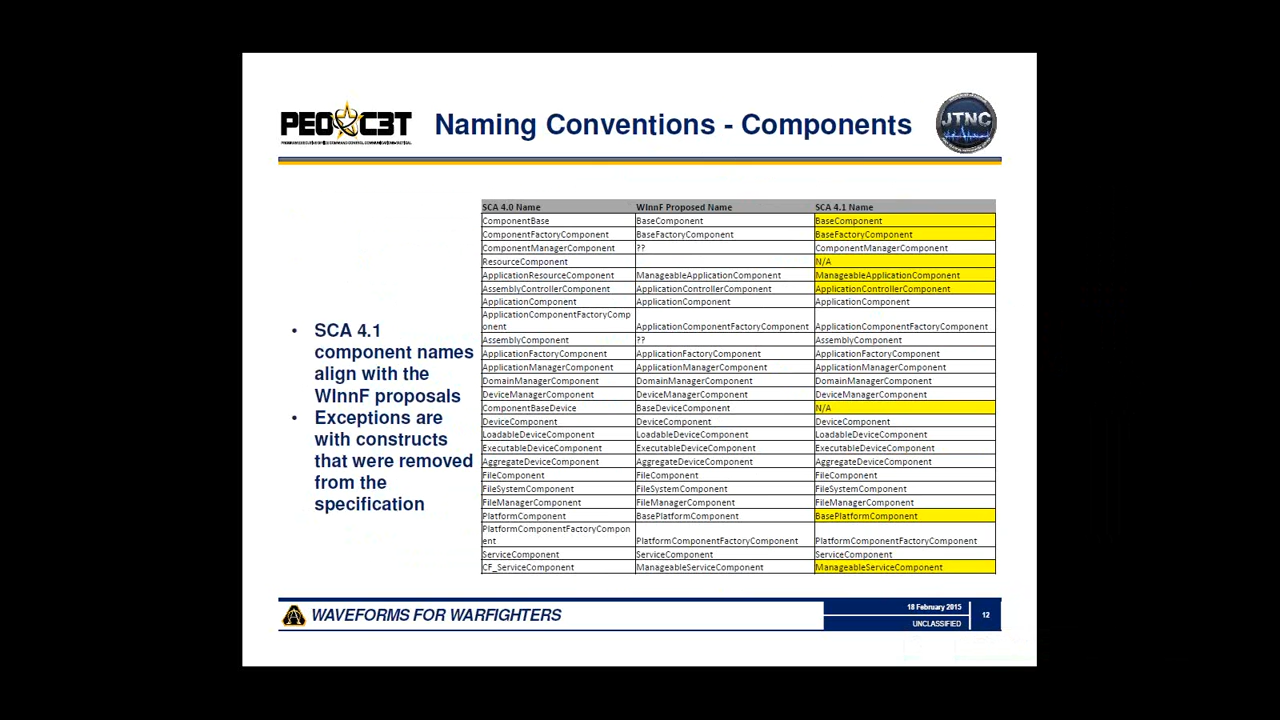 PEO C3T
Naming Conventions - Components
JTNC
• SCA 4.1
component names
align with the
WInnF proposals
• Exceptions are
with constructs
that were removed
from the
specification
SCA 4.0 Name WInnF Proposed Name SCA 4.1 Name
ComponentBase BaseComponent BaseComponent
ComponentFactoryComponent BaseFactoryComponent BaseFactoryComponent
ComponentManagerComponent ?? ComponentManagerComponent
ResourceComponent N/A
ApplicationResourceComponent ManageableApplicationComponent ManageableApplicationComponent
AssemblyControllerComponent ApplicationControllerComponent ApplicationControllerComponent
ApplicationComponent ApplicationComponent ApplicationComponent
ApplicationComponentFactoryComp
onent ApplicationComponentFactoryComponent ApplicationComponentFactoryComponent
AssemblyComponent ?? AssemblyComponent
ApplicationFactoryComponent ApplicationFactoryComponent ApplicationFactoryComponent
ApplicationManagerComponent ApplicationManagerComponent ApplicationManagerComponent
DomainManagerComponent DomainManagerComponent DomainManagerComponent
DeviceManagerComponent DeviceManagerComponent DeviceManagerComponent
ComponentBaseDevice BaseDeviceComponent N/A
DeviceComponent DeviceComponent DeviceComponent
LoadableDeviceComponent LoadableDeviceComponent LoadableDeviceComponent
ExecutableDeviceComponent ExecutableDeviceComponent ExecutableDeviceComponent
AggregateDeviceComponent AggregateDeviceComponent AggregateDeviceComponent
FileComponent FileComponent FileComponent
FileSystemComponent FileSystemComponent FileSystemComponent
FileManagerComponent FileManagerComponent FileManagerComponent
PlatformComponent BasePlatformComponent BasePlatformComponent
PlatformComponentFactoryCompon
ent PlatformComponentFactoryComponent PlatformComponentFactoryComponent
ServiceComponent ServiceComponent ServiceComponent
CF_ServiceComponent ManageableServiceComponent ManageableServiceComponent
WAVEFORMS FOR WARFIGHTERS
18 February 2015
UNCLASSIFIED
12